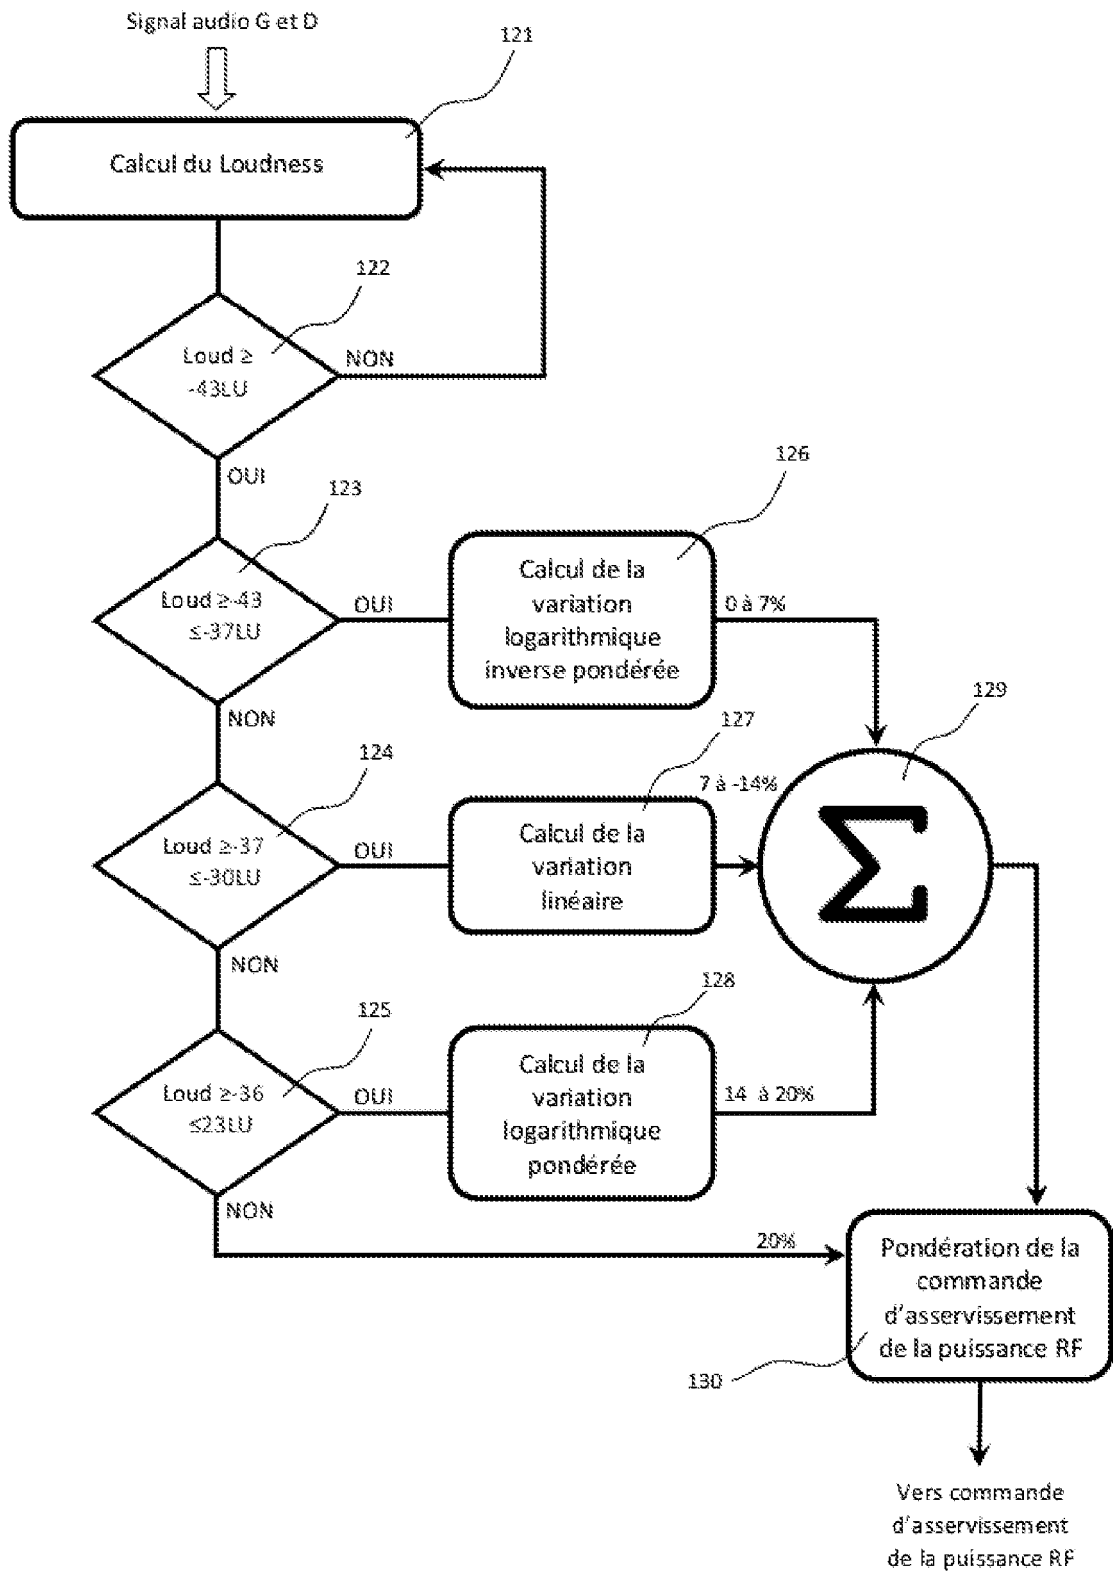 Signal audio G et D
121
Calcul du Loudness
122
Loud ≥
-43LU
NON
OUI
123
126
Loud ≥-43
≤-37LU
OUI
Calcul de la
variation
logarithmique
inverse pondérée
0 à 7%
NON
124
127
129
7 à -14%
Loud ≥-37
≤-30LU
OUI
Calcul de la
variation
linéaire
Σ
NON
125
128
Loud ≥-36
≤23LU
OUI
Calcul de la
variation
logarithmique
pondérée
14 à 20%
NON
20%
Pondération de la
commande
d'asservissement
de la puissance RF
130
Vers commande
d'asservissement
de la puissance RF